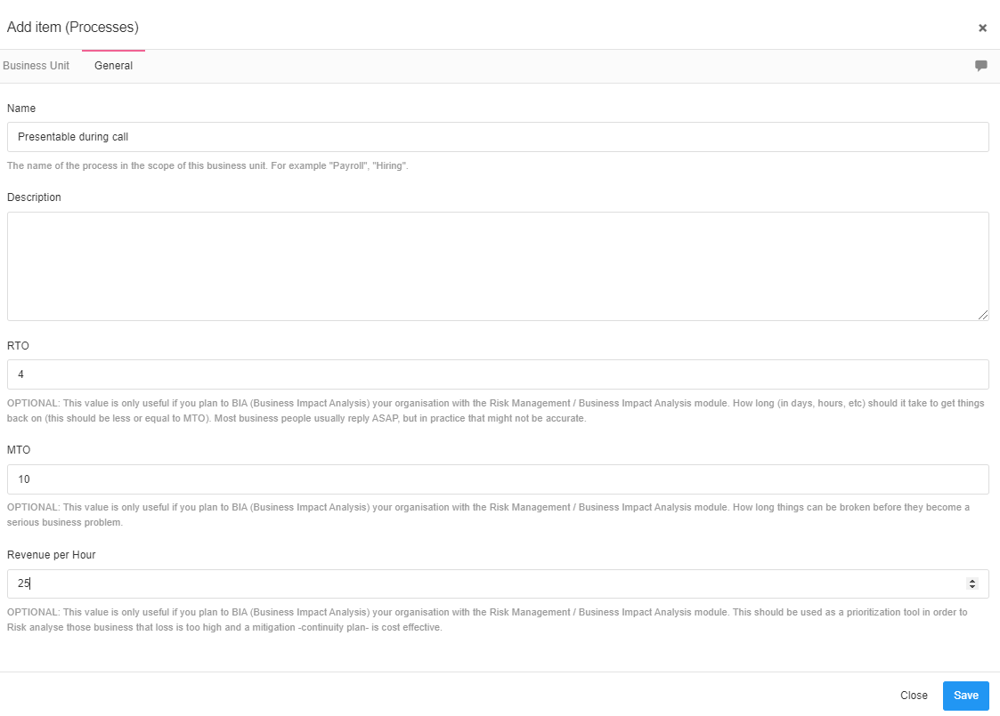 Add item (Processes)
×
Business Unit
General
Name
Presentable during call
The name of the process in the scope of this business unit. For example "Payroll", "Hiring".
Description
RTO
4
OPTIONAL: This value is only useful if you plan to BIA (Business Impact Analysis) your organisation with the Risk Management / Business Impact Analysis module. How long (in days, hours, etc) should it take to get things
back on (this should be less or equal to MTO). Most business people usually reply ASAP, but in practice that might not be accurate.
MTO
10
OPTIONAL: This value is only useful if you plan to BIA (Business Impact Analysis) your organisation with the Risk Management / Business Impact Analysis module. How long things can be broken before they become a
serious business problem.
Revenue per Hour
25
OPTIONAL: This value is only useful if you plan to BIA (Business Impact Analysis) your organisation with the Risk Management / Business Impact Analysis module. This should be used as a prioritization tool in order to
Risk analyse those business that loss is too high and a mitigation -continuity plan- is cost effective.
Close
Save